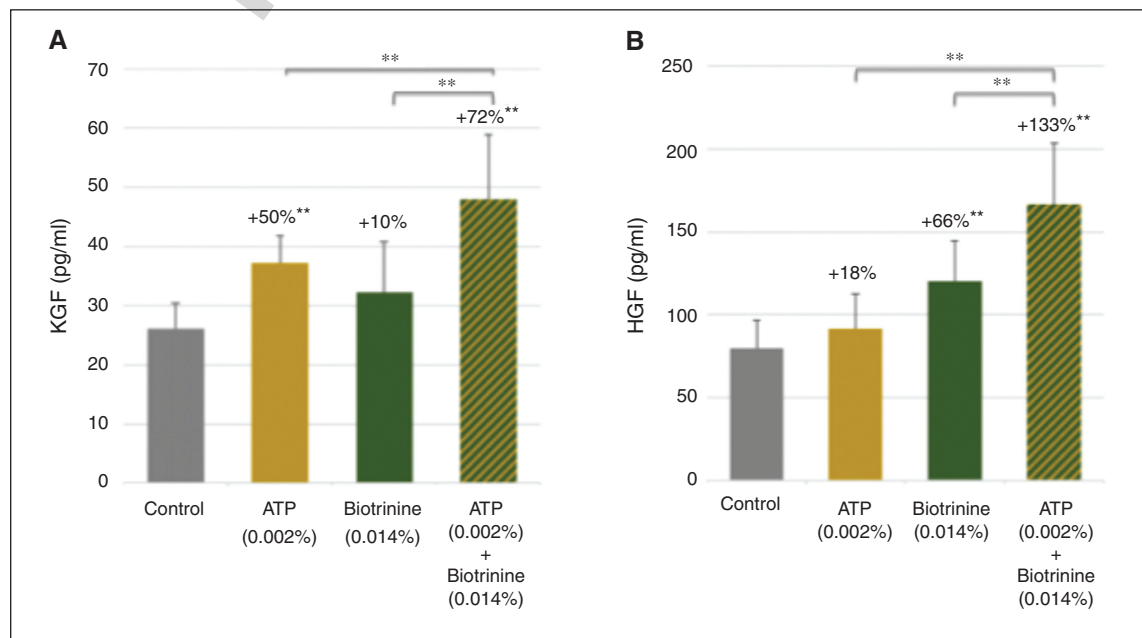 A
KGF (pg/ml)
70
60
50
40
30
20
10
0
**
**
+50%**
+10%
+72%**
Control
ATP
(0.002%)
Biotrinine
(0.014%)
ATP
(0.002%)
+
Biotrinine
(0.014%)
B
HGF (pg/ml)
250
200
150
100
50
0
**
**
+18%
+66%**
+133%**
Control
ATP
(0.002%)
Biotrinine
(0.014%)
ATP
(0.002%)
+
Biotrinine
(0.014%)